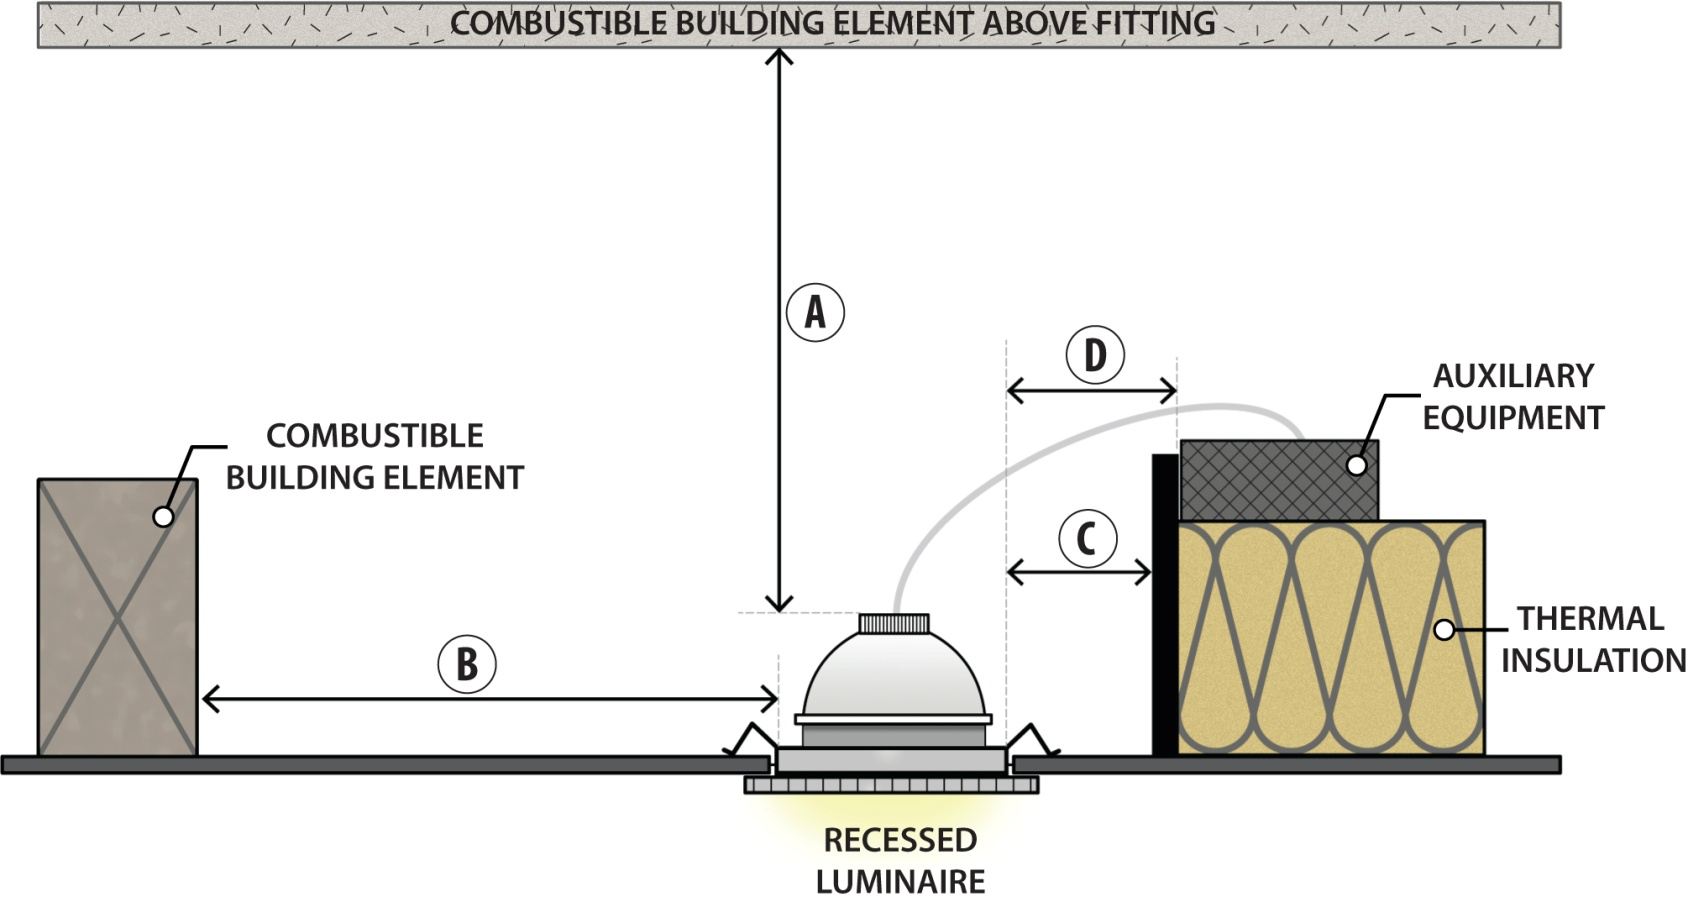 COMBUSTIBLE BUILDING ELEMENT ABOVE FITTING
A
D
AUXILIARY
EQUIPMENT
COMBUSTIBLE
BUILDING ELEMENT
C
THERMAL
INSULATION
B
RECESSED
LUMINAIRE